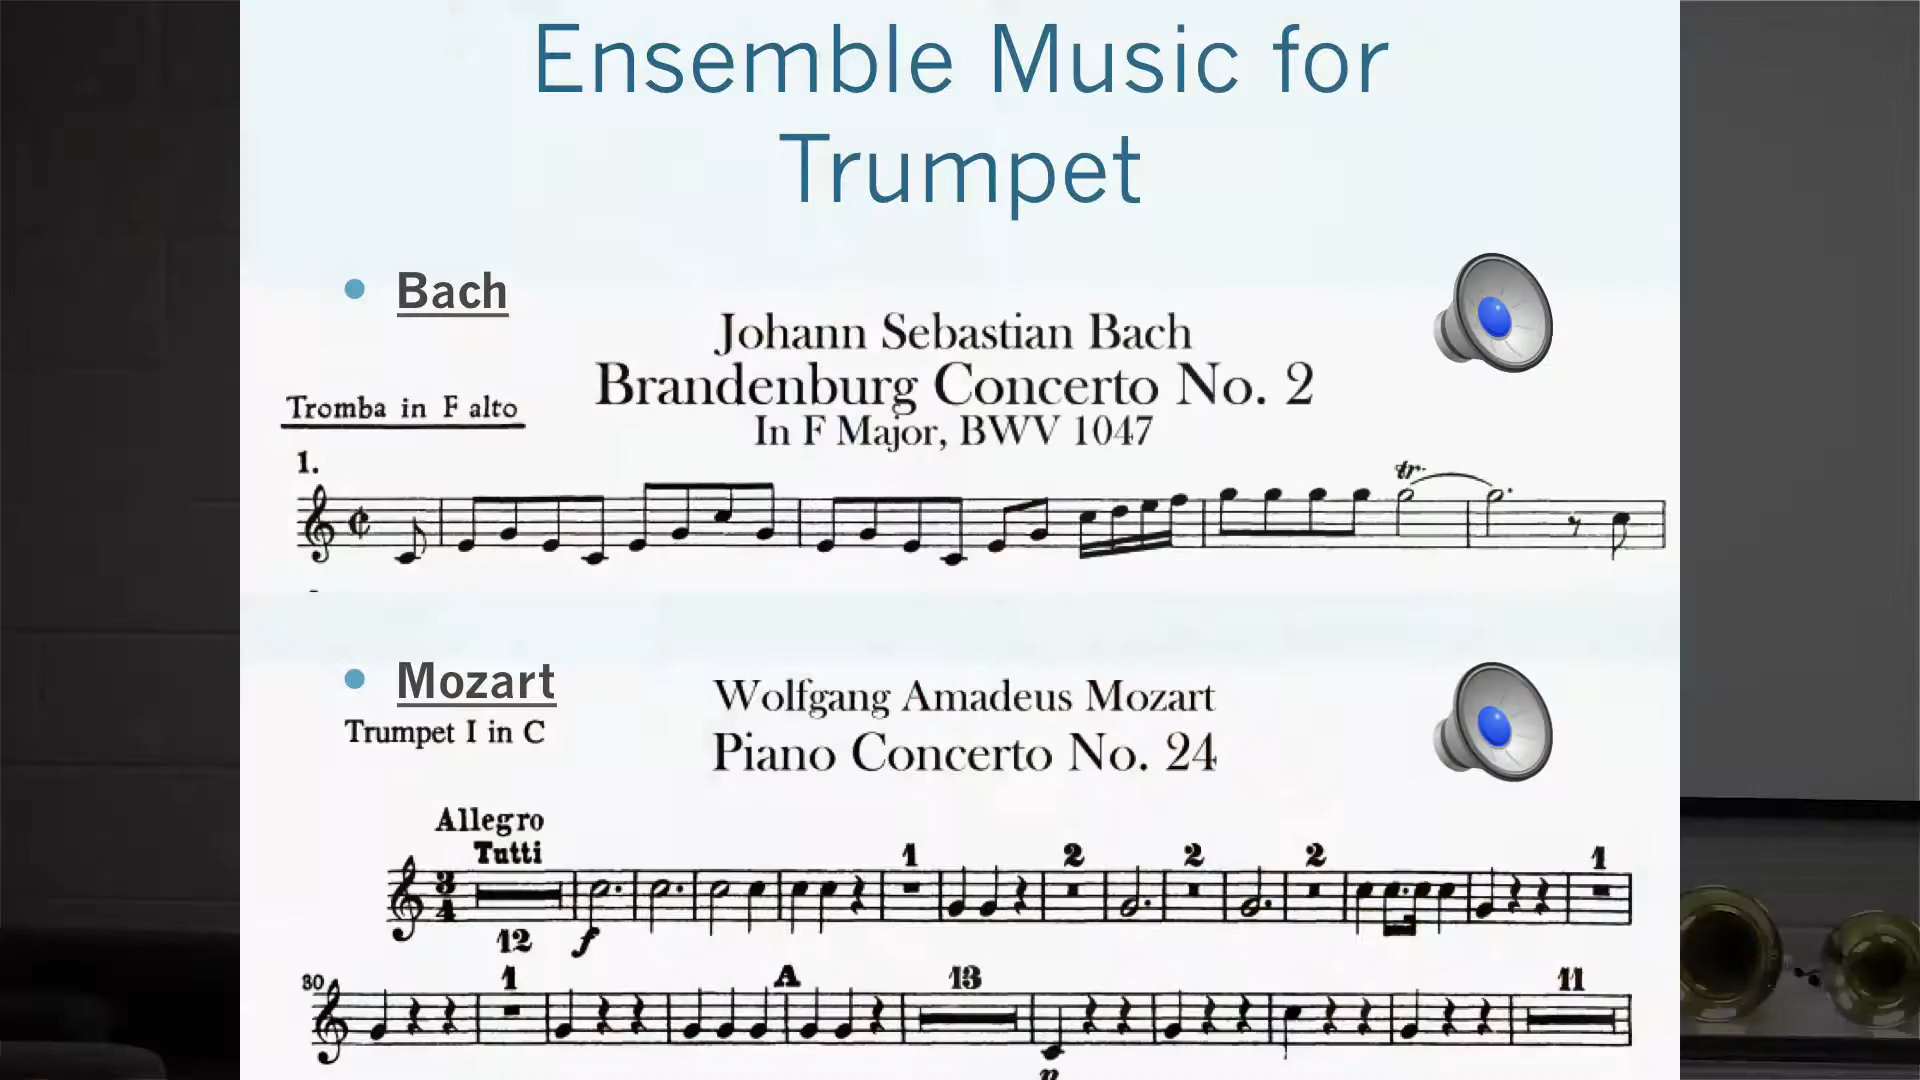 Ensemble Music for
Trumpet
• Bach
Johann Sebastian Bach
Brandenburg Concerto No. 2
In F Major, BWV 1047
Tromba in F alto
1.
tr
• Mozart
Trumpet I in C
Wolfgang Amadeus Mozart
Piano Concerto No. 24
Allegro
Tutti
1 2 2 2 1
3
4
12 f
30 1 A 13 11
p